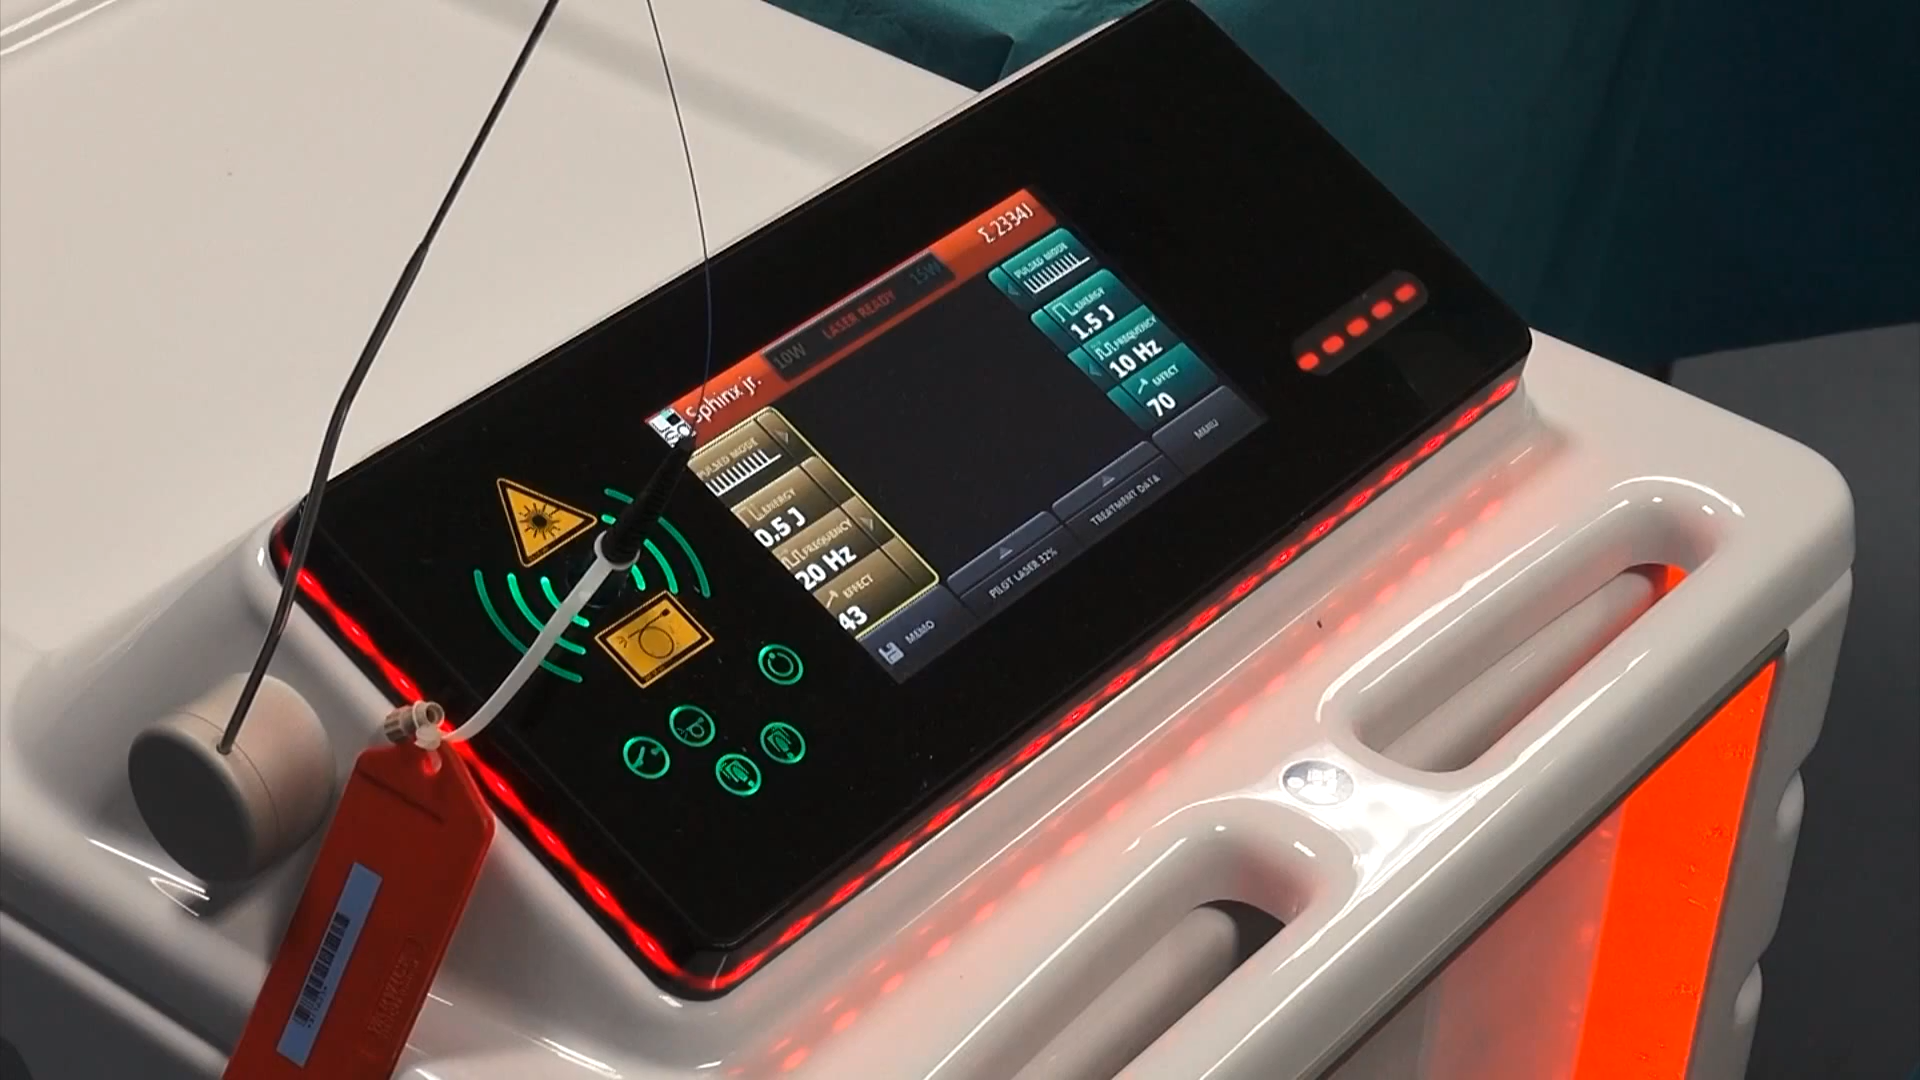 Sphinx jr.
10W
LASER READY
15W
Σ 2334J
PULSED MODE
ENERGY
0,5 J
FREQUENCY
20 Hz
EFFECT
43
PULSED MODE
ENERGY
1,5 J
FREQUENCY
10 Hz
EFFECT
70
MEMO
PILOT LASER 32%
TREATMENT DATA
MENU